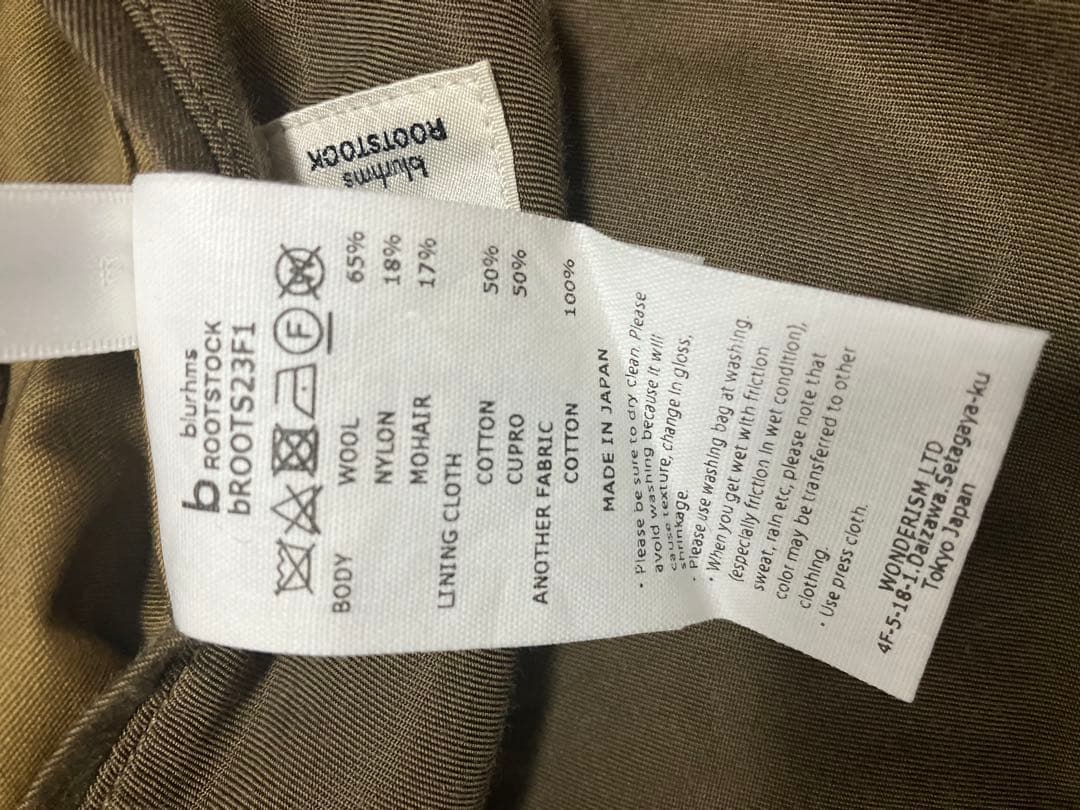 blurhms
ROOTSTOCK
b
blurhms
ROOTSTOCK
bROOTS23F1
F W
BODY WOOL 65%
NYLON 18%
MOHAIR 17%
LINING CLOTH
COTTON 50%
CUPRO 50%
ANOTHER FABRIC
COTTON 100%
MADE IN JAPAN
・Please be sure to dry clean. Please
avoid washing because it will
cause texture, change in gloss,
shrinkage.
・Please use washing bag at washing.
・When you get wet with friction
(especially friction in wet condition),
sweat, rain etc, please note that
color may be transferred to other
clothing.
・Use press cloth.
WONDERISM LTD
4F-5-18-1.Daizawa.Setagaya-ku
Tokyo Japan